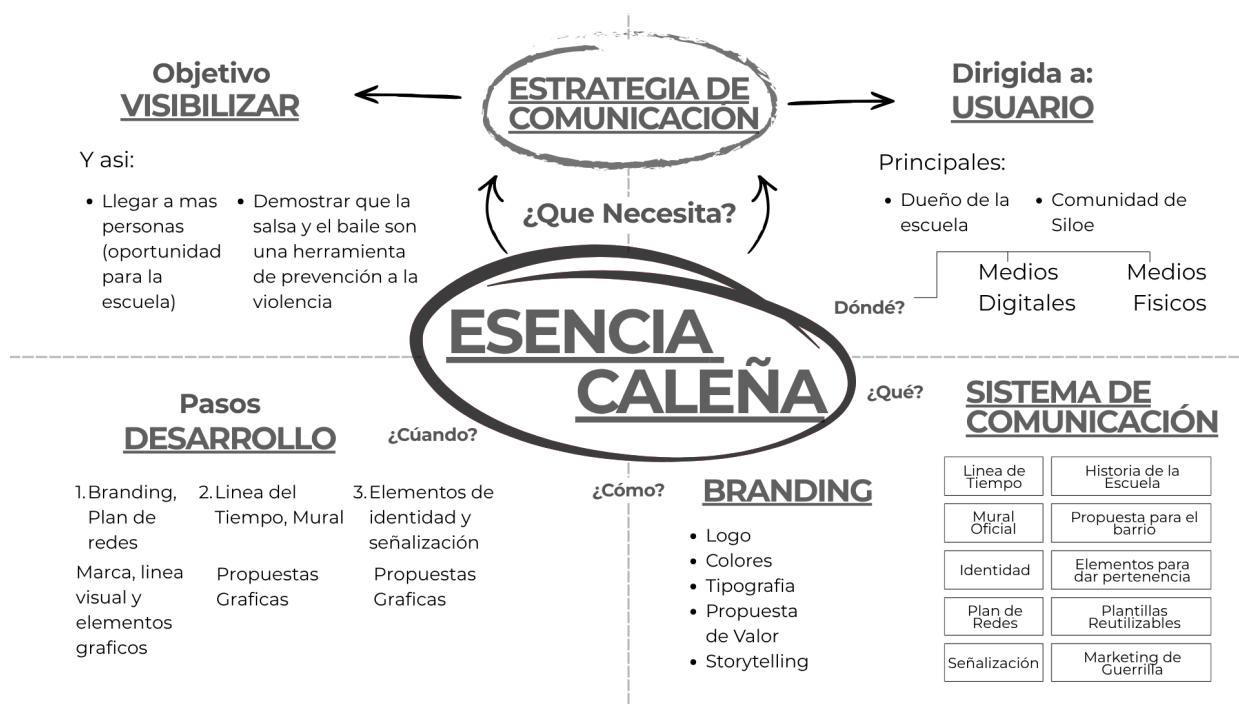 Objetivo
VISIBILIZAR
Y asi:
• Llegar a mas
personas
(oportunidad
para la
escuela)
• Demostrar que la
salsa y el baile son
una herramienta
de prevención a la
violencia
ESTRATEGIA DE
COMUNICACIÓN
¿Que Necesita?
Dirigida a:
USUARIO
Principales:
• Dueño de la
escuela
• Comunidad de
Siloe
Dóndé?
Medios
Digitales
Medios
Fisicos
ESENCIA
CALEÑA
Pasos
DESARROLLO
¿Cúando?
1. Branding,
Plan de
redes
Marca, linea
visual y
elementos
graficos
2. Linea del
Tiempo, Mural
Propuestas
Graficas
3. Elementos de
identidad y
señalización
Propuestas
Graficas
¿Cómo?
BRANDING
• Logo
• Colores
• Tipografia
• Propuesta
de Valor
• Storytelling
¿Qué?
SISTEMA DE
COMUNICACIÓN
Linea de
Tiempo
Historia de la
Escuela
Mural
Oficial
Propuesta para el
barrio
Identidad
Elementos para
dar pertenencia
Plan de
Redes
Plantillas
Reutilizables
Señalización
Marketing de
Guerrilla